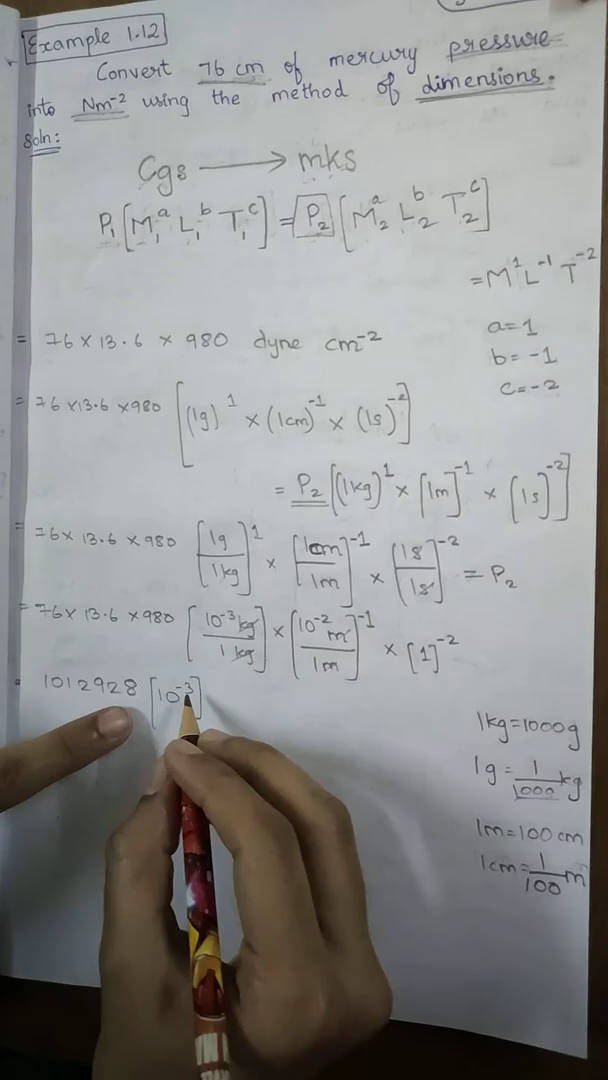 Example 1.12
Convert 76 cm of mercury pressure
into Nm⁻² using the method of dimensions.
Soln:
Cgs → mks
P₁[M₁ᵃ L₁ᵇ T₁ᶜ] = P₂ [M₂ᵃ L₂ᵇ T₂ᶜ]
= M¹ L⁻¹ T⁻²
= 76 × 13.6 × 980 dyne cm⁻²
a = 1
b = -1
c = -2
= 76 × 13.6 × 980 [(1g)¹ × (1cm)⁻¹ × (1s)⁻²]
= P₂ [(1kg)¹ × [1m]⁻¹ × (1s)⁻²]
= 76 × 13.6 × 980 [1g/1kg]¹ × [1cm/1m]⁻¹ × [1s/1s]⁻² = P₂
= 76 × 13.6 × 980 [10⁻³ kg/1 kg] × [10⁻² m/1m]⁻¹ × [1]⁻²
= 1012928 [10⁻³]
1kg = 1000g
1g = 1/1000 kg
1m = 100 cm
1cm = 1/100 m